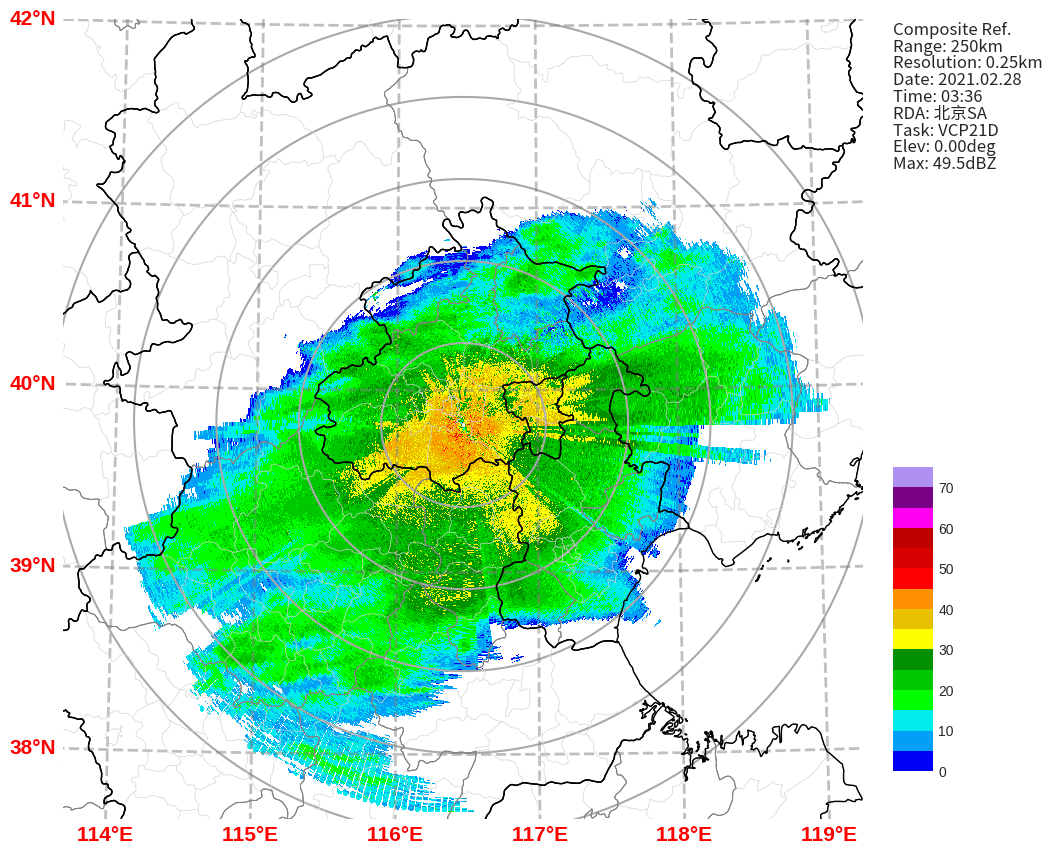 42°N
41°N
40°N
39°N
38°N
114°E
115°E
116°E
117°E
118°E
119°E
Composite Ref.
Range: 250km
Resolution: 0.25km
Date: 2021.02.28
Time: 03:36
RDA: 北京SA
Task: VCP21D
Elev: 0.00deg
Max: 49.5dBZ
70
60
50
40
30
20
10
0